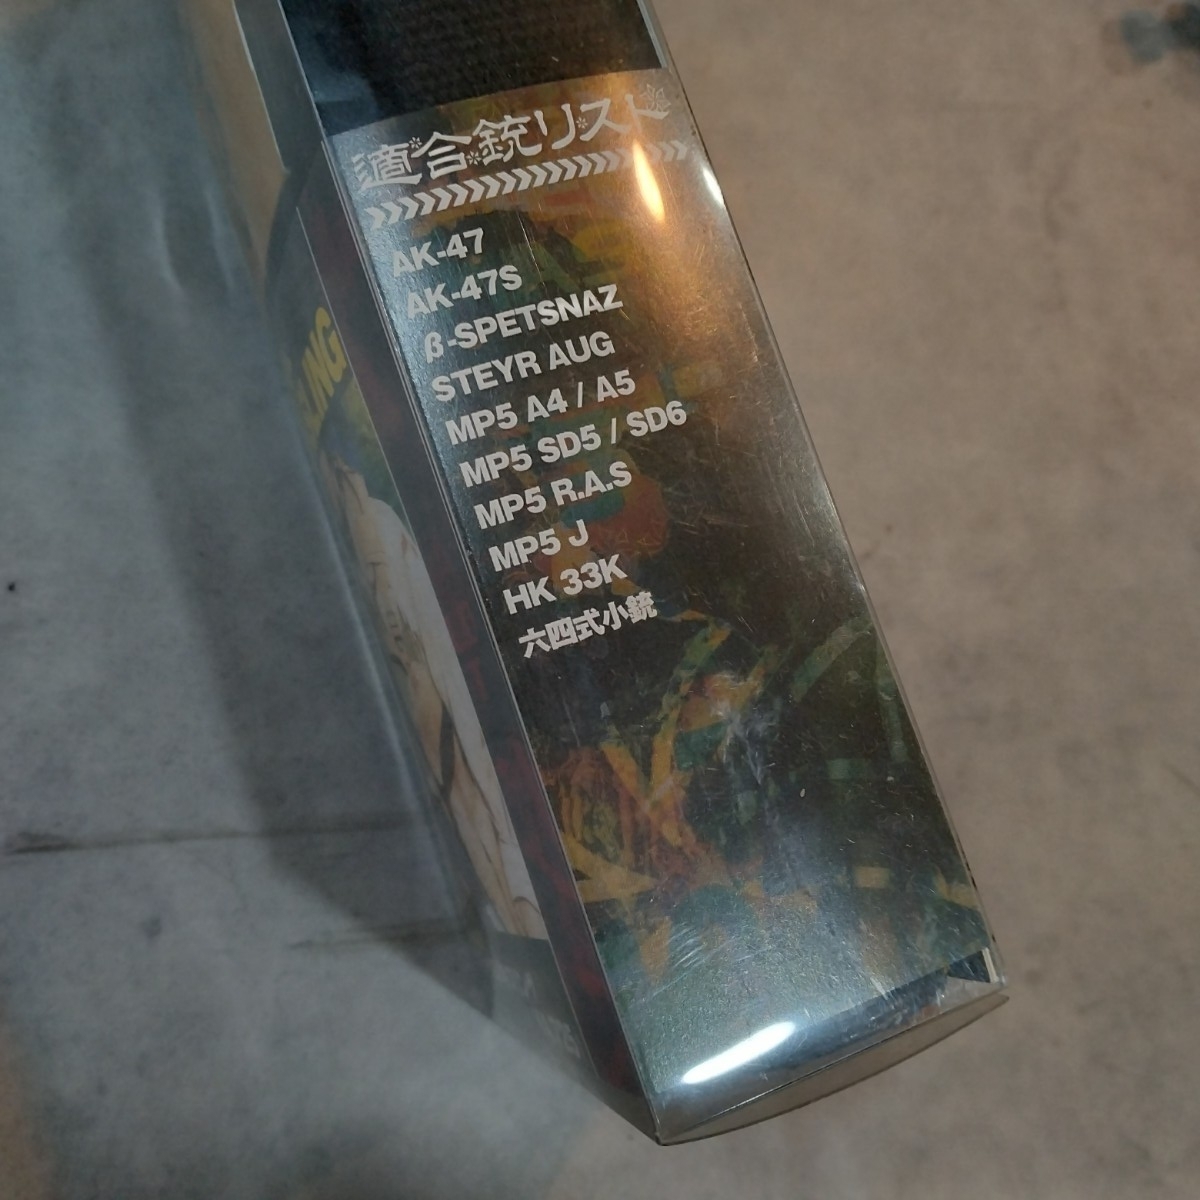 適合銃リスト
AK-47
AK-47S
β-SPETSNAZ
STEYR AUG
MP5 A4 / A5
MP5 SD5 / SD6
MP5 R.A.S
MP5 J
HK 33K
六四式小銃
LING